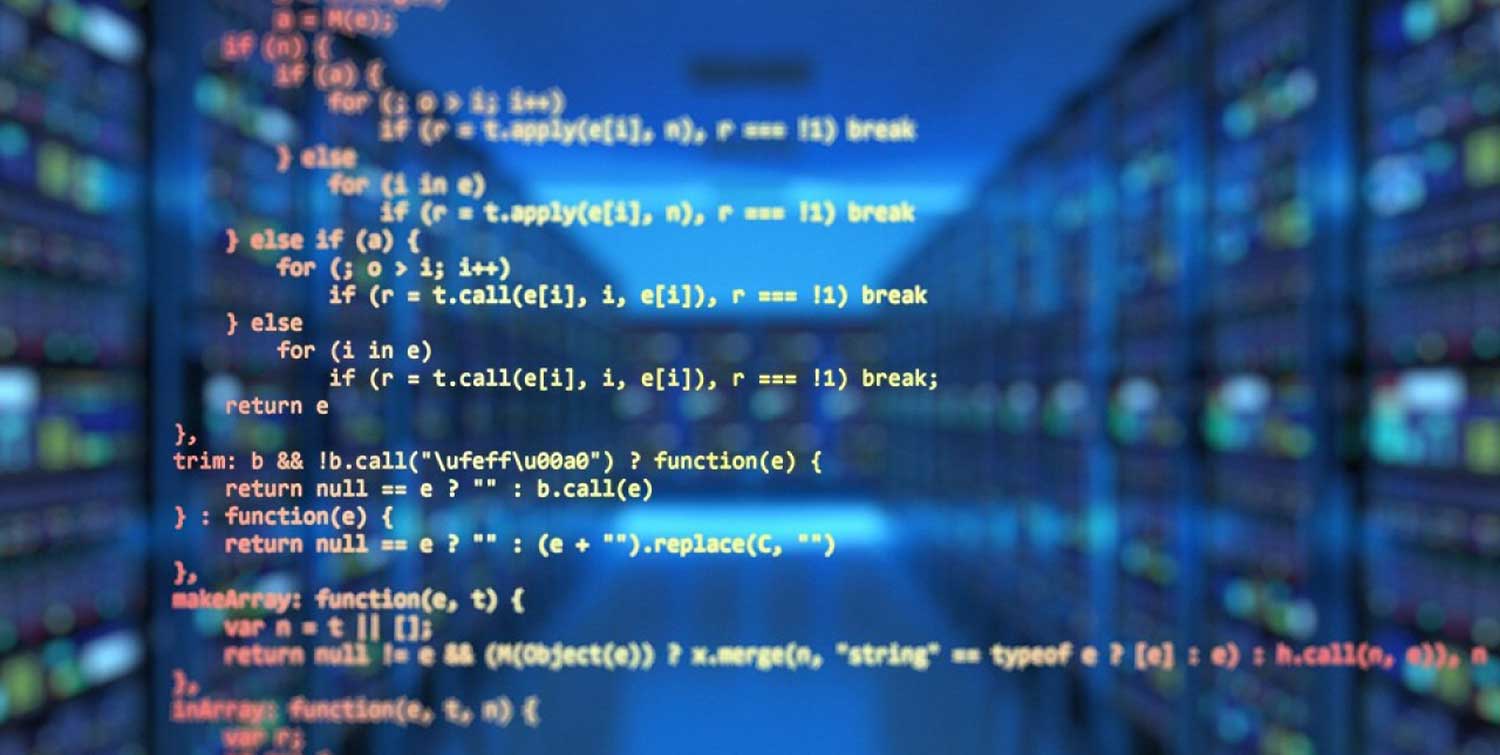 a = M(e);
if (n) {
if (a) {
for (; o > i; i++)
if (r = t.apply(e[i], n), r === !1) break
} else
for (i in e)
if (r = t.apply(e[i], n), r === !1) break
} else if (a) {
for (; o > i; i++)
if (r = t.call(e[i], i, e[i]), r === !1) break
} else
for (i in e)
if (r = t.call(e[i], i, e[i]), r === !1) break;
return e
},
trim: b && !b.call("\ufeff\u00a0") ? function(e) {
return null == e ? "" : b.call(e)
} : function(e) {
return null == e ? "" : (e + "").replace(C, "")
},
makeArray: function(e, t) {
var n = t || [];
return null != e && (M(Object(e)) ? x.merge(n, "string" == typeof e ? [e] : e) : h.call(n, e)), n
},
inArray: function(e, t, n) {
var r;